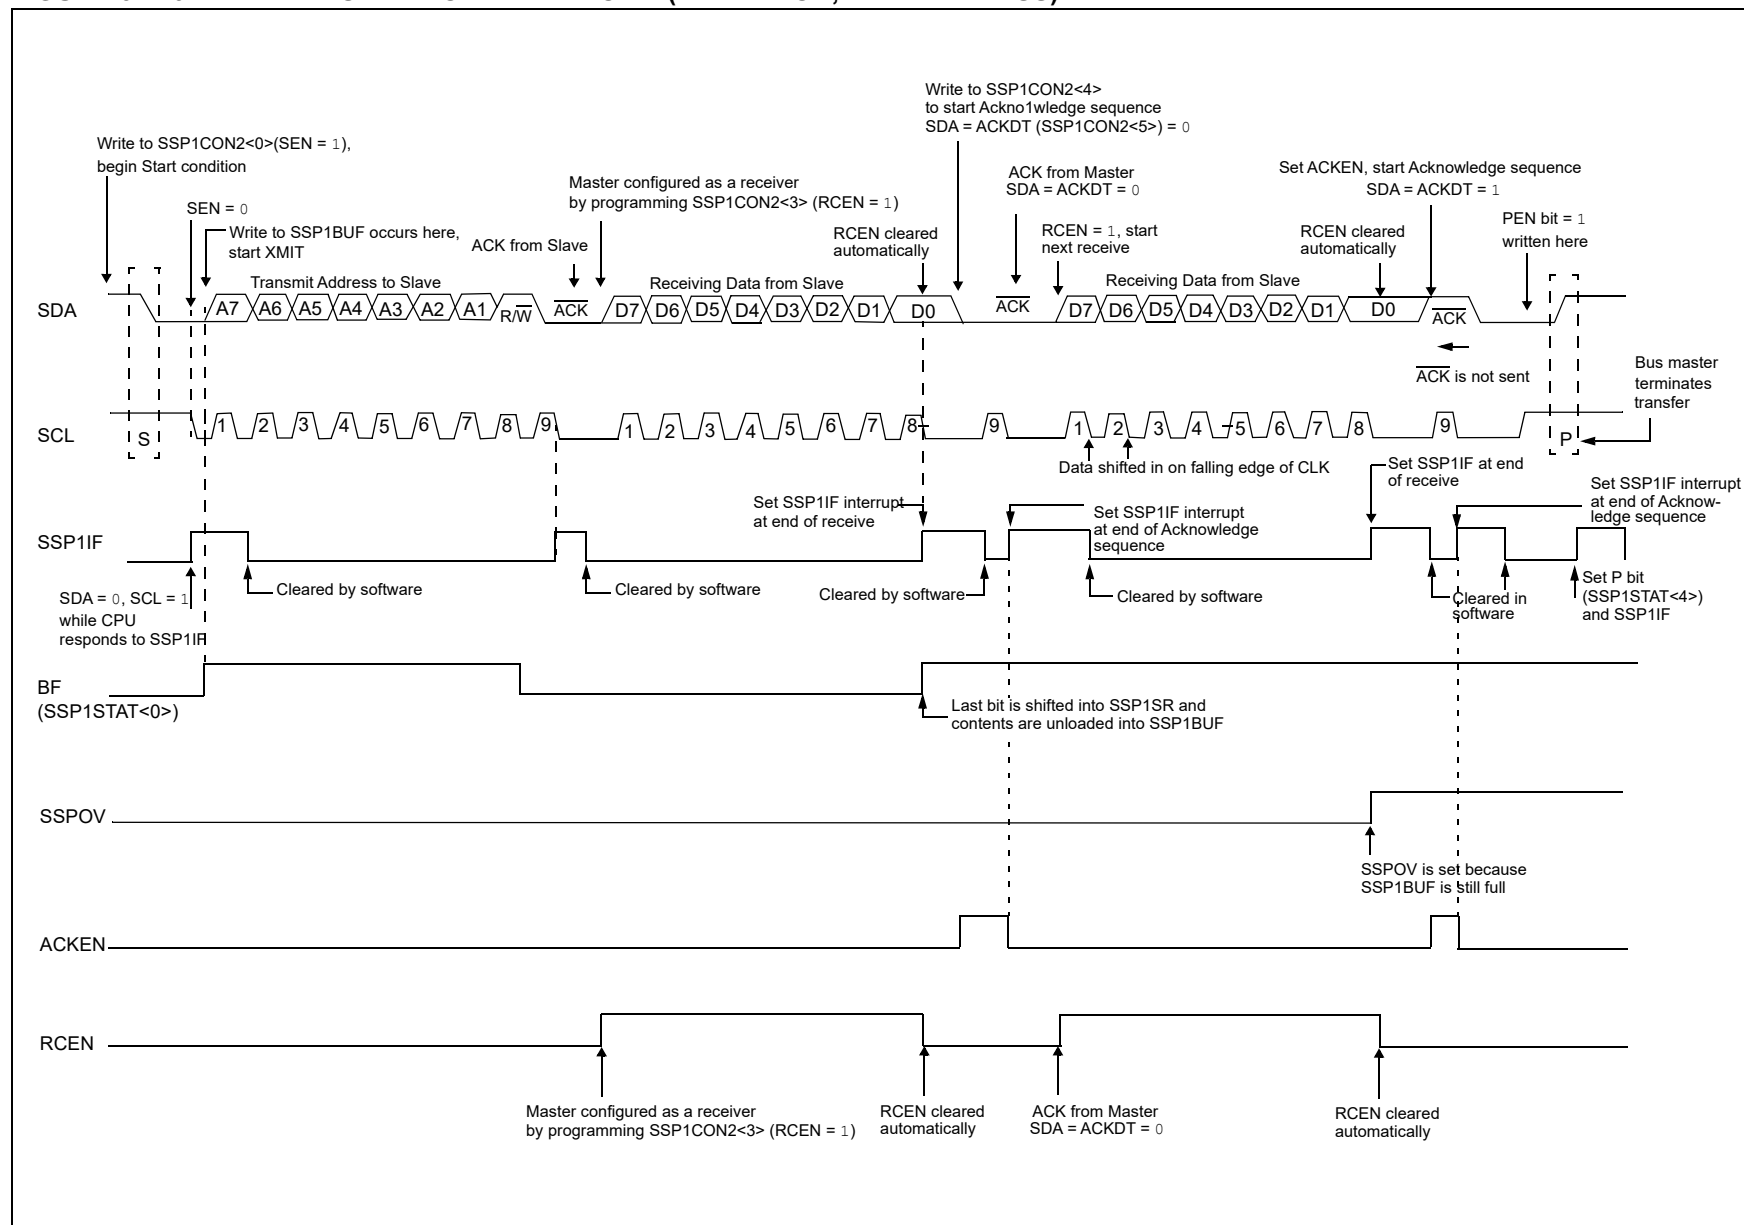 Write to SSP1CON2<4>
to start Ackno1wledge sequence
SDA = ACKDT (SSP1CON2<5>) = 0
Write to SSP1CON2<0>(SEN = 1),
begin Start condition
ACK from Master
SDA = ACKDT = 0
Set ACKEN, start Acknowledge sequence
SDA = ACKDT = 1
Master configured as a receiver
by programming SSP1CON2<3> (RCEN = 1)
SEN = 0
Write to SSP1BUF occurs here,
start XMIT
ACK from Slave
RCEN cleared
automatically
RCEN = 1, start
next receive
RCEN cleared
automatically
PEN bit = 1
written here
Transmit Address to Slave
Receiving Data from Slave
Receiving Data from Slave
SDA
A7 A6 A5 A4 A3 A2 A1 R/W ACK D7 D6 D5 D4 D3 D2 D1 D0 ACK D7 D6 D5 D4 D3 D2 D1 D0 ACK
ACK is not sent
Bus master
terminates
transfer
SCL
S 1 2 3 4 5 6 7 8 9 1 2 3 4 5 6 7 8 9 1 2 3 4 5 6 7 8 9 P
Data shifted in on falling edge of CLK
Set SSP1IF at end
of receive
Set SSP1IF interrupt
at end of receive
Set SSP1IF interrupt
at end of Acknowledge
sequence
Set SSP1IF interrupt
at end of Acknow-
ledge sequence
SSP1IF
SDA = 0, SCL = 1
while CPU
responds to SSP1IF
Cleared by software
Cleared by software
Cleared by software
Cleared by software
Cleared in
software
Set P bit
(SSP1STAT<4>)
and SSP1IF
BF
(SSP1STAT<0>)
Last bit is shifted into SSP1SR and
contents are unloaded into SSP1BUF
SSPOV
SSPOV is set because
SSP1BUF is still full
ACKEN
RCEN
Master configured as a receiver
by programming SSP1CON2<3> (RCEN = 1)
RCEN cleared
automatically
ACK from Master
SDA = ACKDT = 0
RCEN cleared
automatically